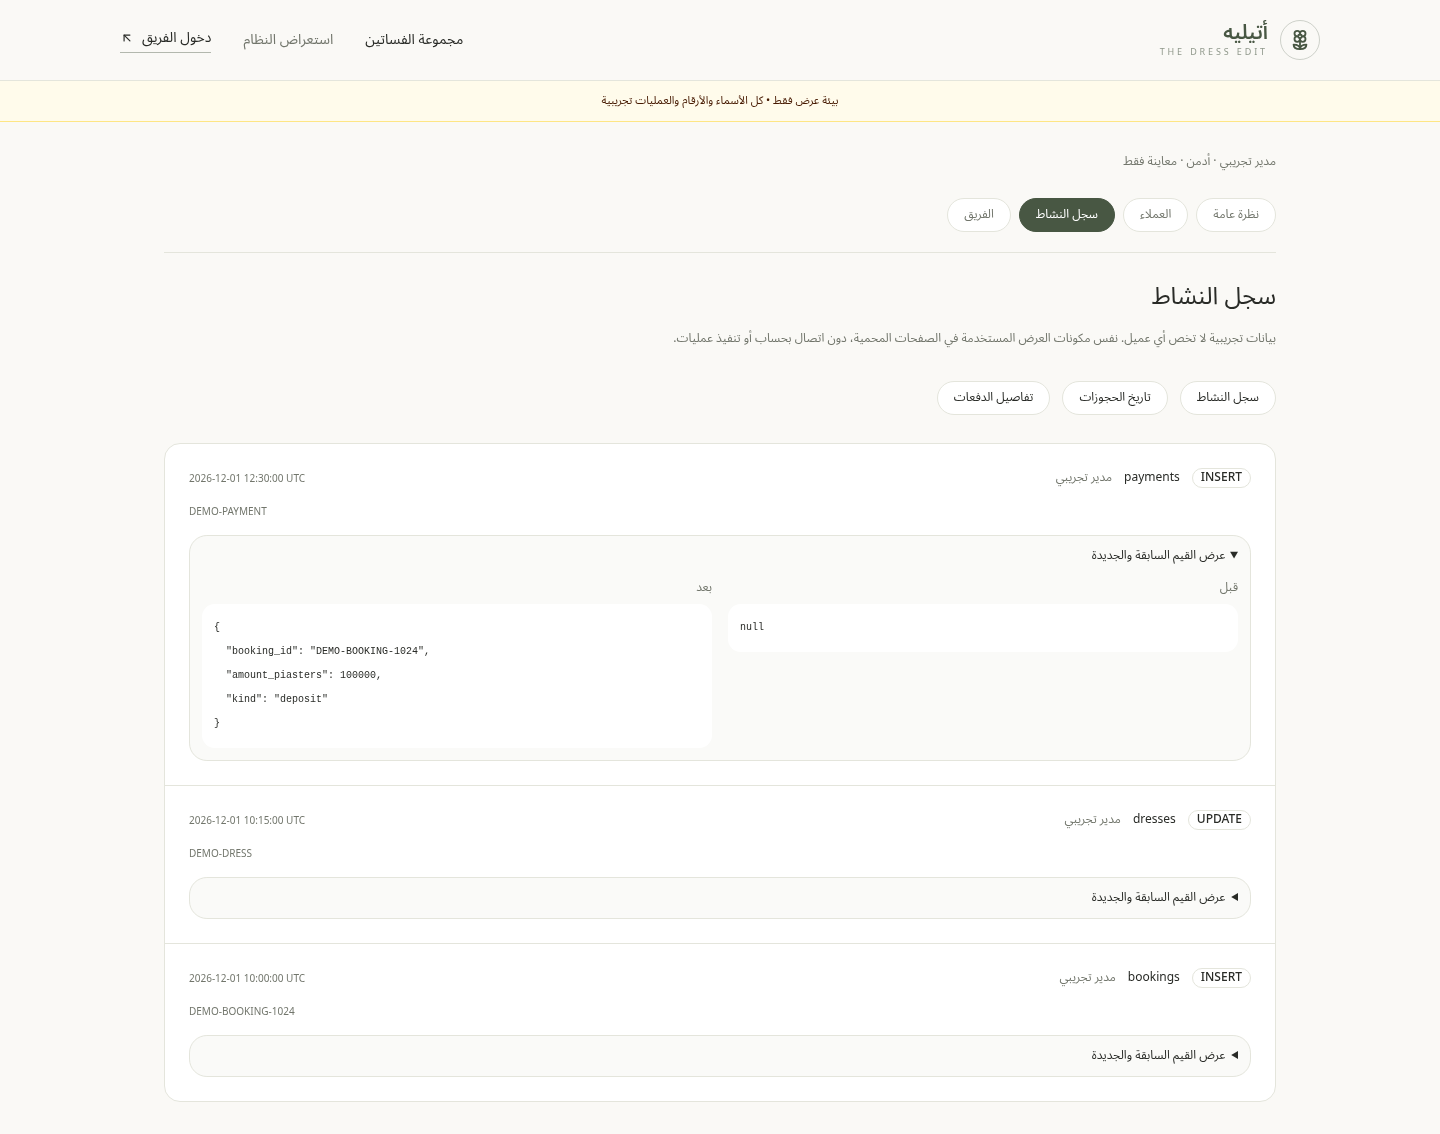 أتيليه
THE DRESS EDIT
مجموعة الفساتين
استعراض النظام
دخول الفريق
بيئة عرض فقط • كل الأسماء والأرقام والعمليات تجريبية
مدير تجريبي · أدمن · معاينة فقط
نظرة عامة
العملاء
سجل النشاط
الفريق
سجل النشاط
بيانات تجريبية لا تخص أي عميل. نفس مكونات العرض المستخدمة في الصفحات المحمية، دون اتصال بحساب أو تنفيذ عمليات.
سجل النشاط
تاريخ الحجوزات
تفاصيل الدفعات
INSERT payments مدير تجريبي
2026-12-01 12:30:00 UTC
DEMO-PAYMENT
عرض القيم السابقة والجديدة
قبل
null
بعد
{
"booking_id": "DEMO-BOOKING-1024",
"amount_piasters": 100000,
"kind": "deposit"
}
UPDATE dresses مدير تجريبي
2026-12-01 10:15:00 UTC
DEMO-DRESS
عرض القيم السابقة والجديدة
INSERT bookings مدير تجريبي
2026-12-01 10:00:00 UTC
DEMO-BOOKING-1024
عرض القيم السابقة والجديدة